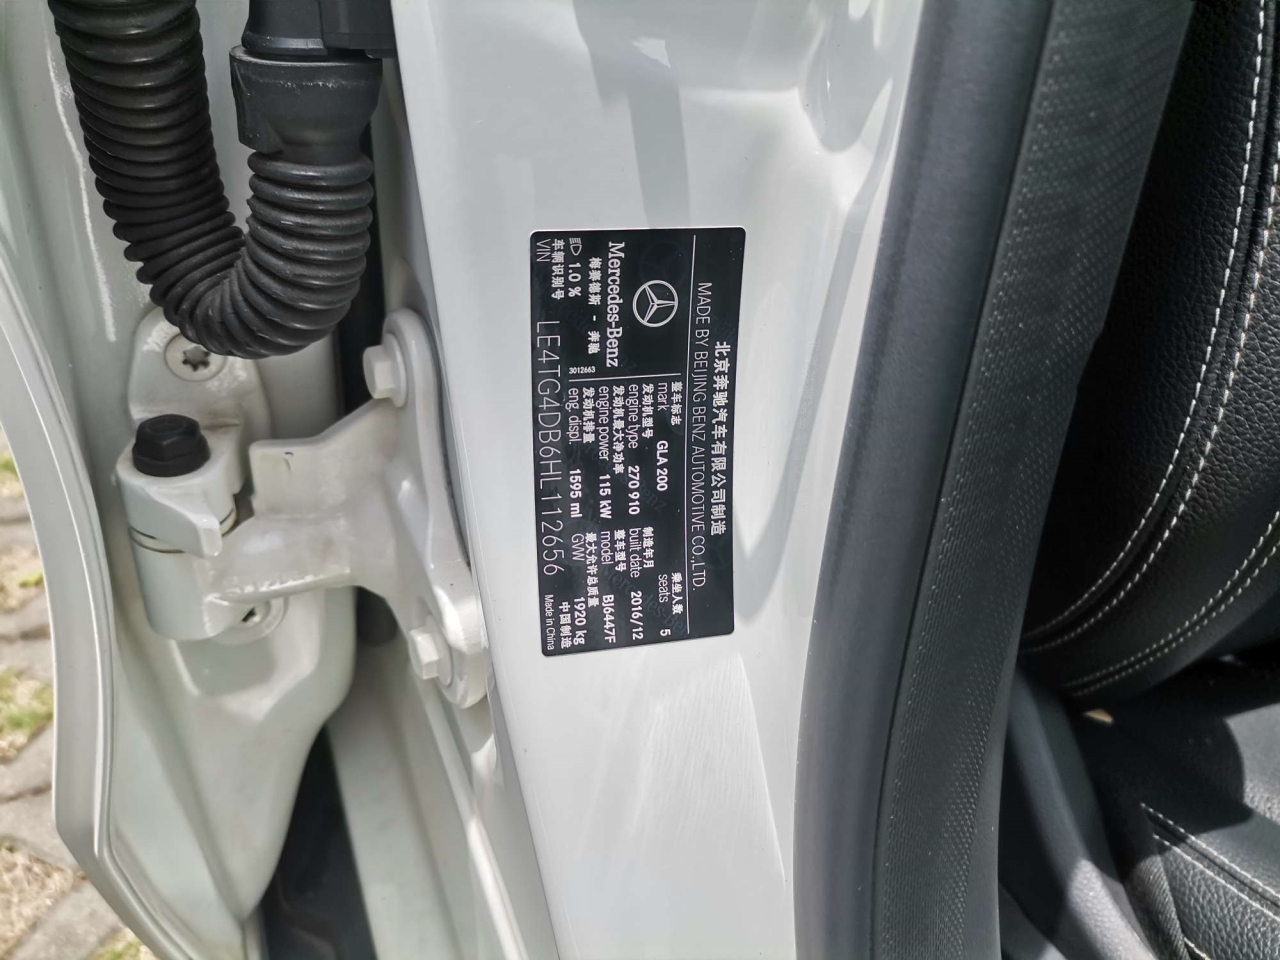 北京奔驰汽车有限公司制造
MADE BY BEIJING BENZ AUTOMOTIVE CO.,LTD.
Mercedes-Benz
梅赛德斯 - 奔驰
1.0 %
3012663
整车标志
mark GLA 200
乘坐人数
seats 5
发动机型号
engine type 270 910
制造年月
built date 2016/12
发动机最大净功率
engine power 115 kW
整车型号
model BJ6447F
发动机排量
eng. displ. 1595 ml
最大允许总质量
GVW 1920 kg
车辆识别号
VIN LE4TG4DB6HL112656
中国制造
Made in China